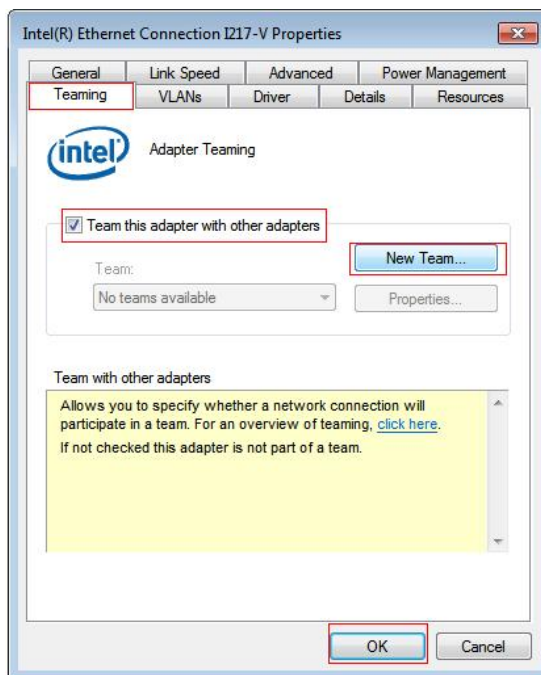 Intel(R) Ethernet Connection I217-V Properties
General Link Speed Advanced Power Management
Teaming VLANs Driver Details Resources
intel Adapter Teaming
Team this adapter with other adapters
New Team...
Team:
No teams available
Properties...
Team with other adapters
Allows you to specify whether a network connection will
participate in a team. For an overview of teaming, click here.
If not checked this adapter is not part of a team.
OK Cancel